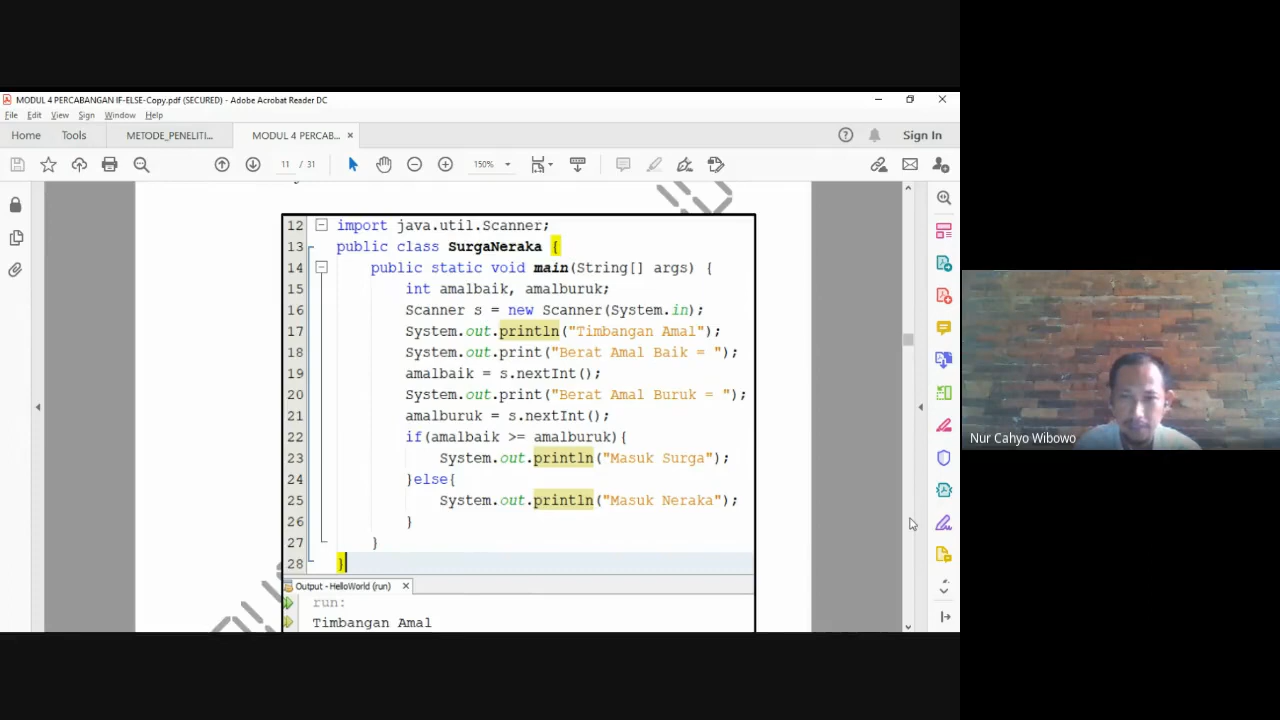 MODUL 4 PERCABANGAN IF-ELSE-Copy.pdf (SECURED) - Adobe Acrobat Reader DC
File Edit View Sign Window Help
Home Tools METODE_PENELITI... MODUL 4 PERCAB... × Sign In
11 / 31 150%
12 import java.util.Scanner;
13 public class SurgaNeraka {
14 public static void main(String[] args) {
15 int amalbaik, amalburuk;
16 Scanner s = new Scanner(System.in);
17 System.out.println("Timbangan Amal");
18 System.out.print("Berat Amal Baik = ");
19 amalbaik = s.nextInt();
20 System.out.print("Berat Amal Buruk = ");
21 amalburuk = s.nextInt();
22 if(amalbaik >= amalburuk){
23 System.out.println("Masuk Surga");
24 }else{
25 System.out.println("Masuk Neraka");
26 }
27 }
28 }
Output - HelloWorld (run) ×
run:
Timbangan Amal
Nur Cahyo Wibowo